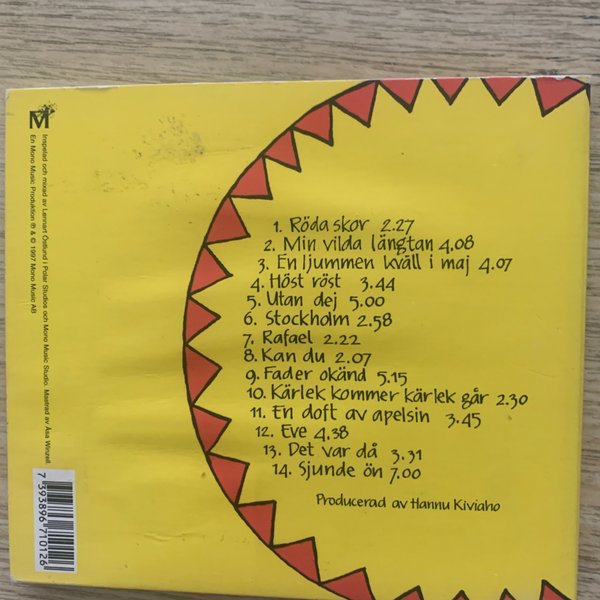 M
Inspelad och mixad av Lennart Östlund i Polar Studios och Mono Music Studio. Mastrad av Åsa Winzell.
En Mono Music Produktion ℗ & © 1997 Mono Music AB
1. Röda skor 2.27
2. Min vilda längtan 4.08
3. En ljummen kväll i maj 4.07
4. Höst röst 3.44
5. Utan dej 5.00
6. Stockholm 2.58
7. Rafael 2.22
8. Kan du 2.07
9. Fader okänd 5.15
10. Kärlek kommer kärlek går 2.30
11. En doft av apelsin 3.45
12. Eve 4.38
13. Det var då 3.31
14. Sjunde ön 7.00
Producerad av Hannu Kiviaho
7 393896 710126